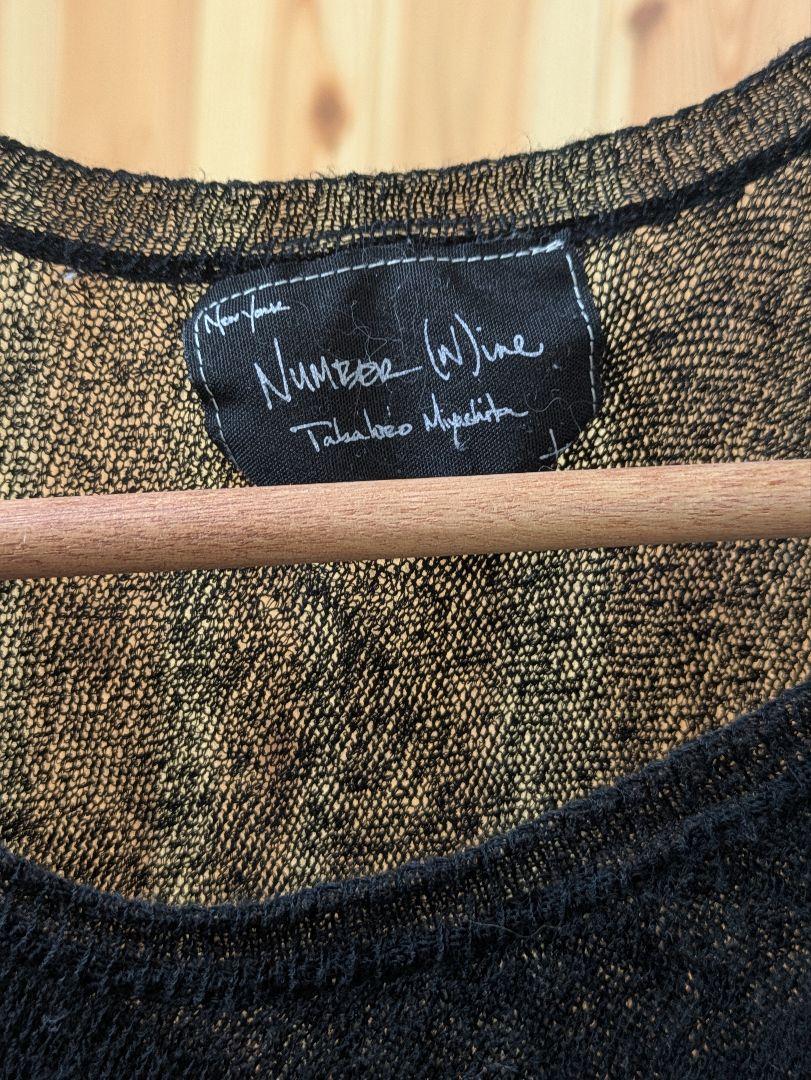 New York
NUMBER (N)ine
Takahiro Miyashita